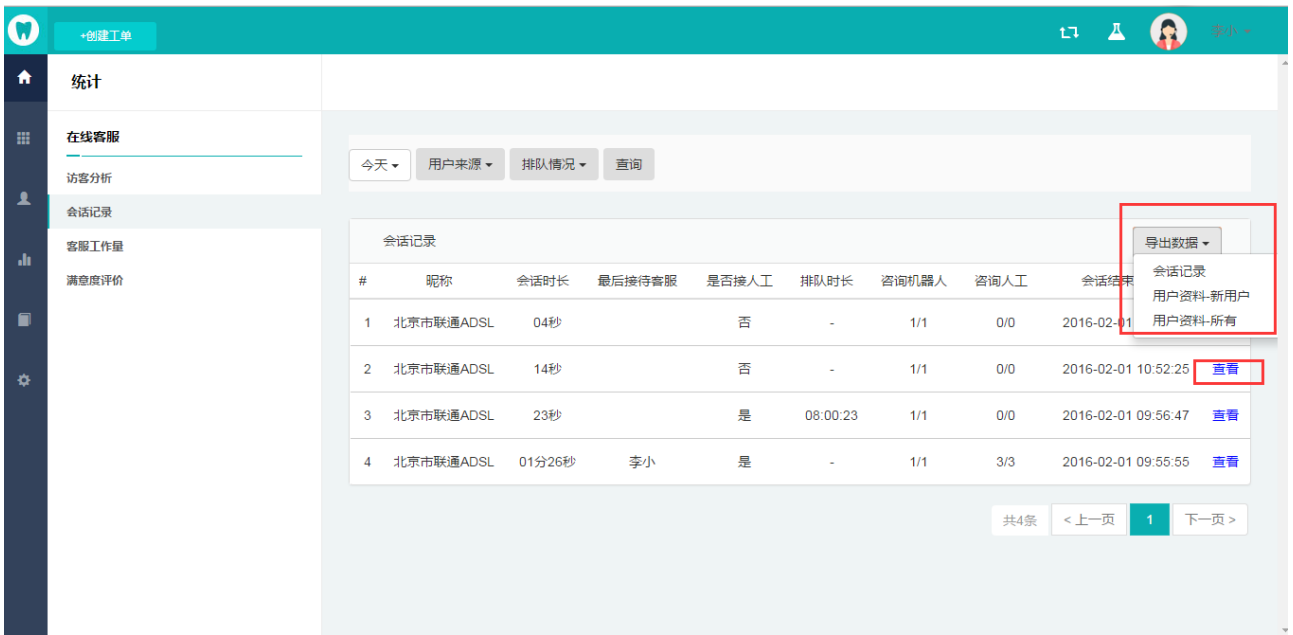 +创建工单
李小
统计
在线客服
访客分析
会话记录
客服工作量
满意度评价
今天 用户来源 排队情况 查询
会话记录 导出数据
会话记录
用户资料-新用户
用户资料-所有
# 昵称 会话时长 最后接待客服 是否接人工 排队时长 咨询机器人 咨询人工 会话结束
1 北京市联通ADSL 04秒 否 - 1/1 0/0 2016-02-01
2 北京市联通ADSL 14秒 否 - 1/1 0/0 2016-02-01 10:52:25 查看
3 北京市联通ADSL 23秒 是 08:00:23 1/1 0/0 2016-02-01 09:56:47 查看
4 北京市联通ADSL 01分26秒 李小 是 - 1/1 3/3 2016-02-01 09:55:55 查看
共4条 <上一页 1 下一页>